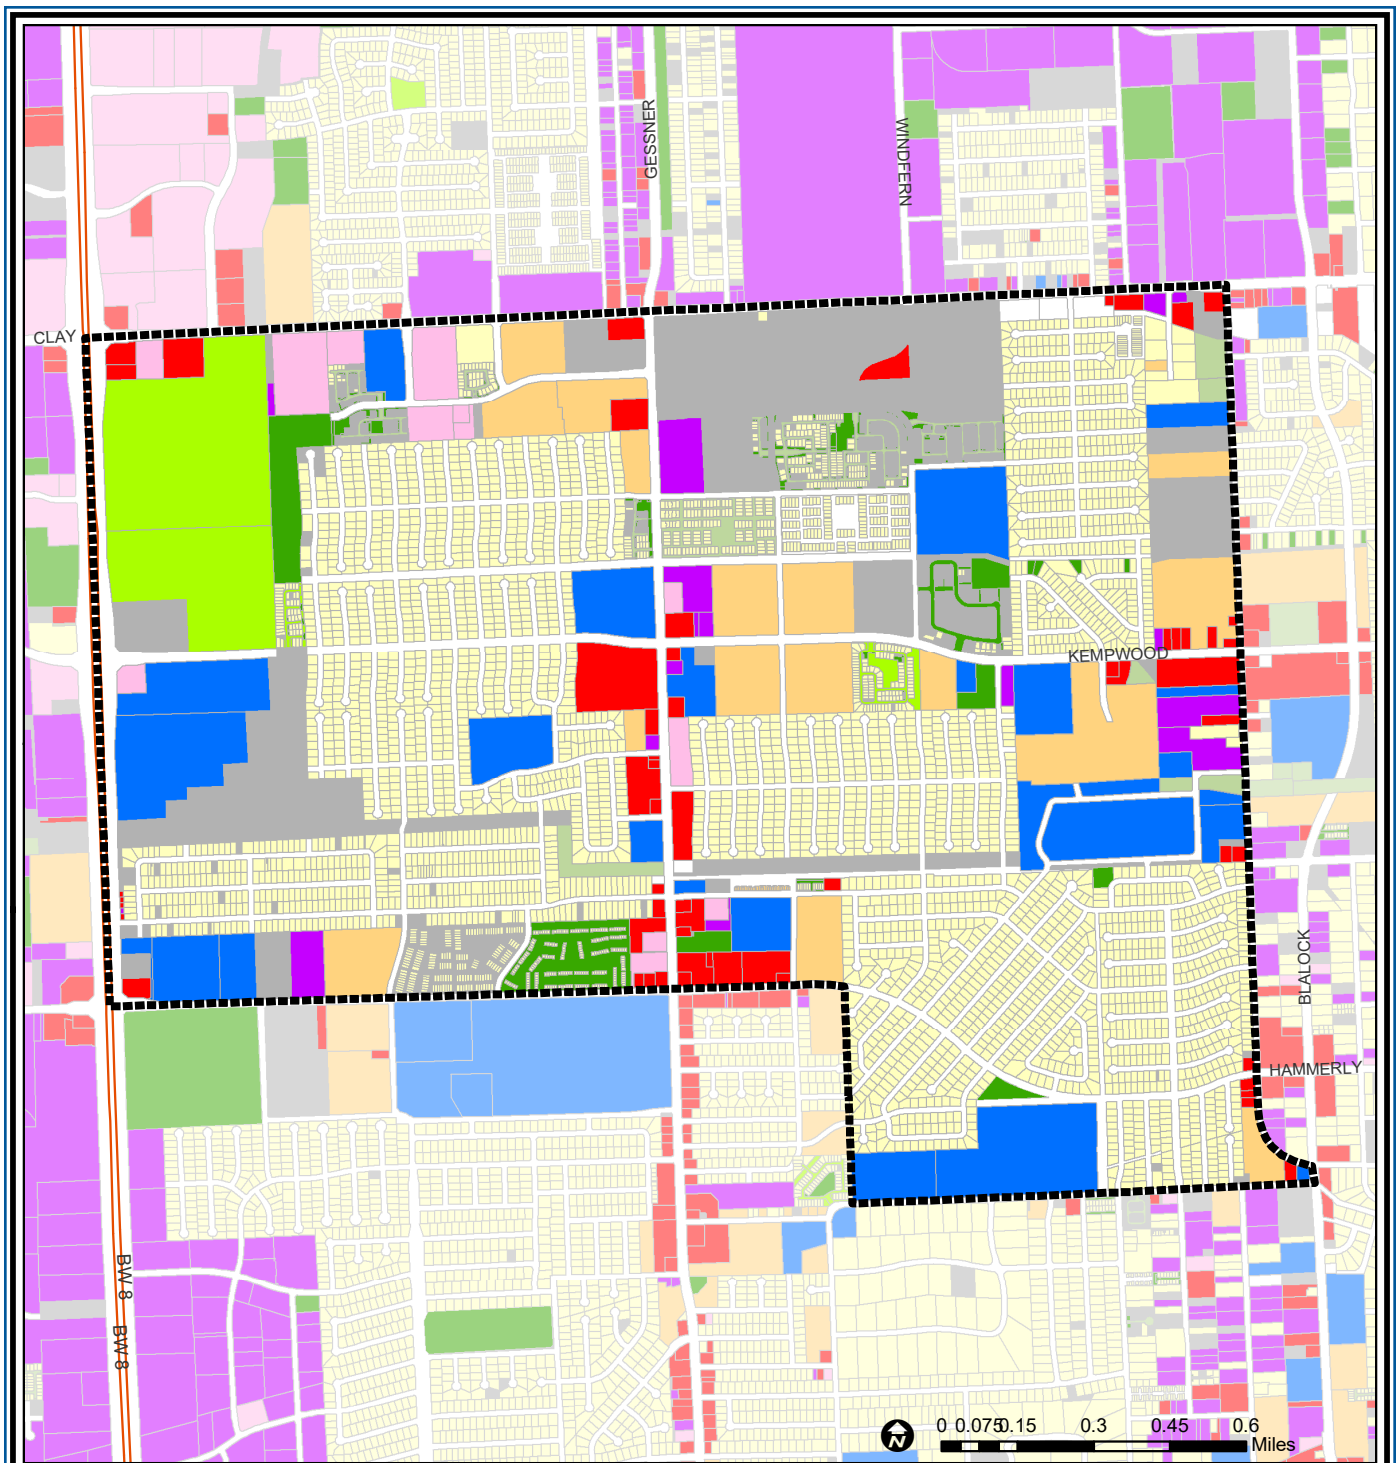 GESSNER
WINDFERN
CLAY
KEMPWOOD
BLALOCK
HAMMERLY
BW 8
BW 8
N
0 0.075 0.15 0.3 0.45 0.6
Miles